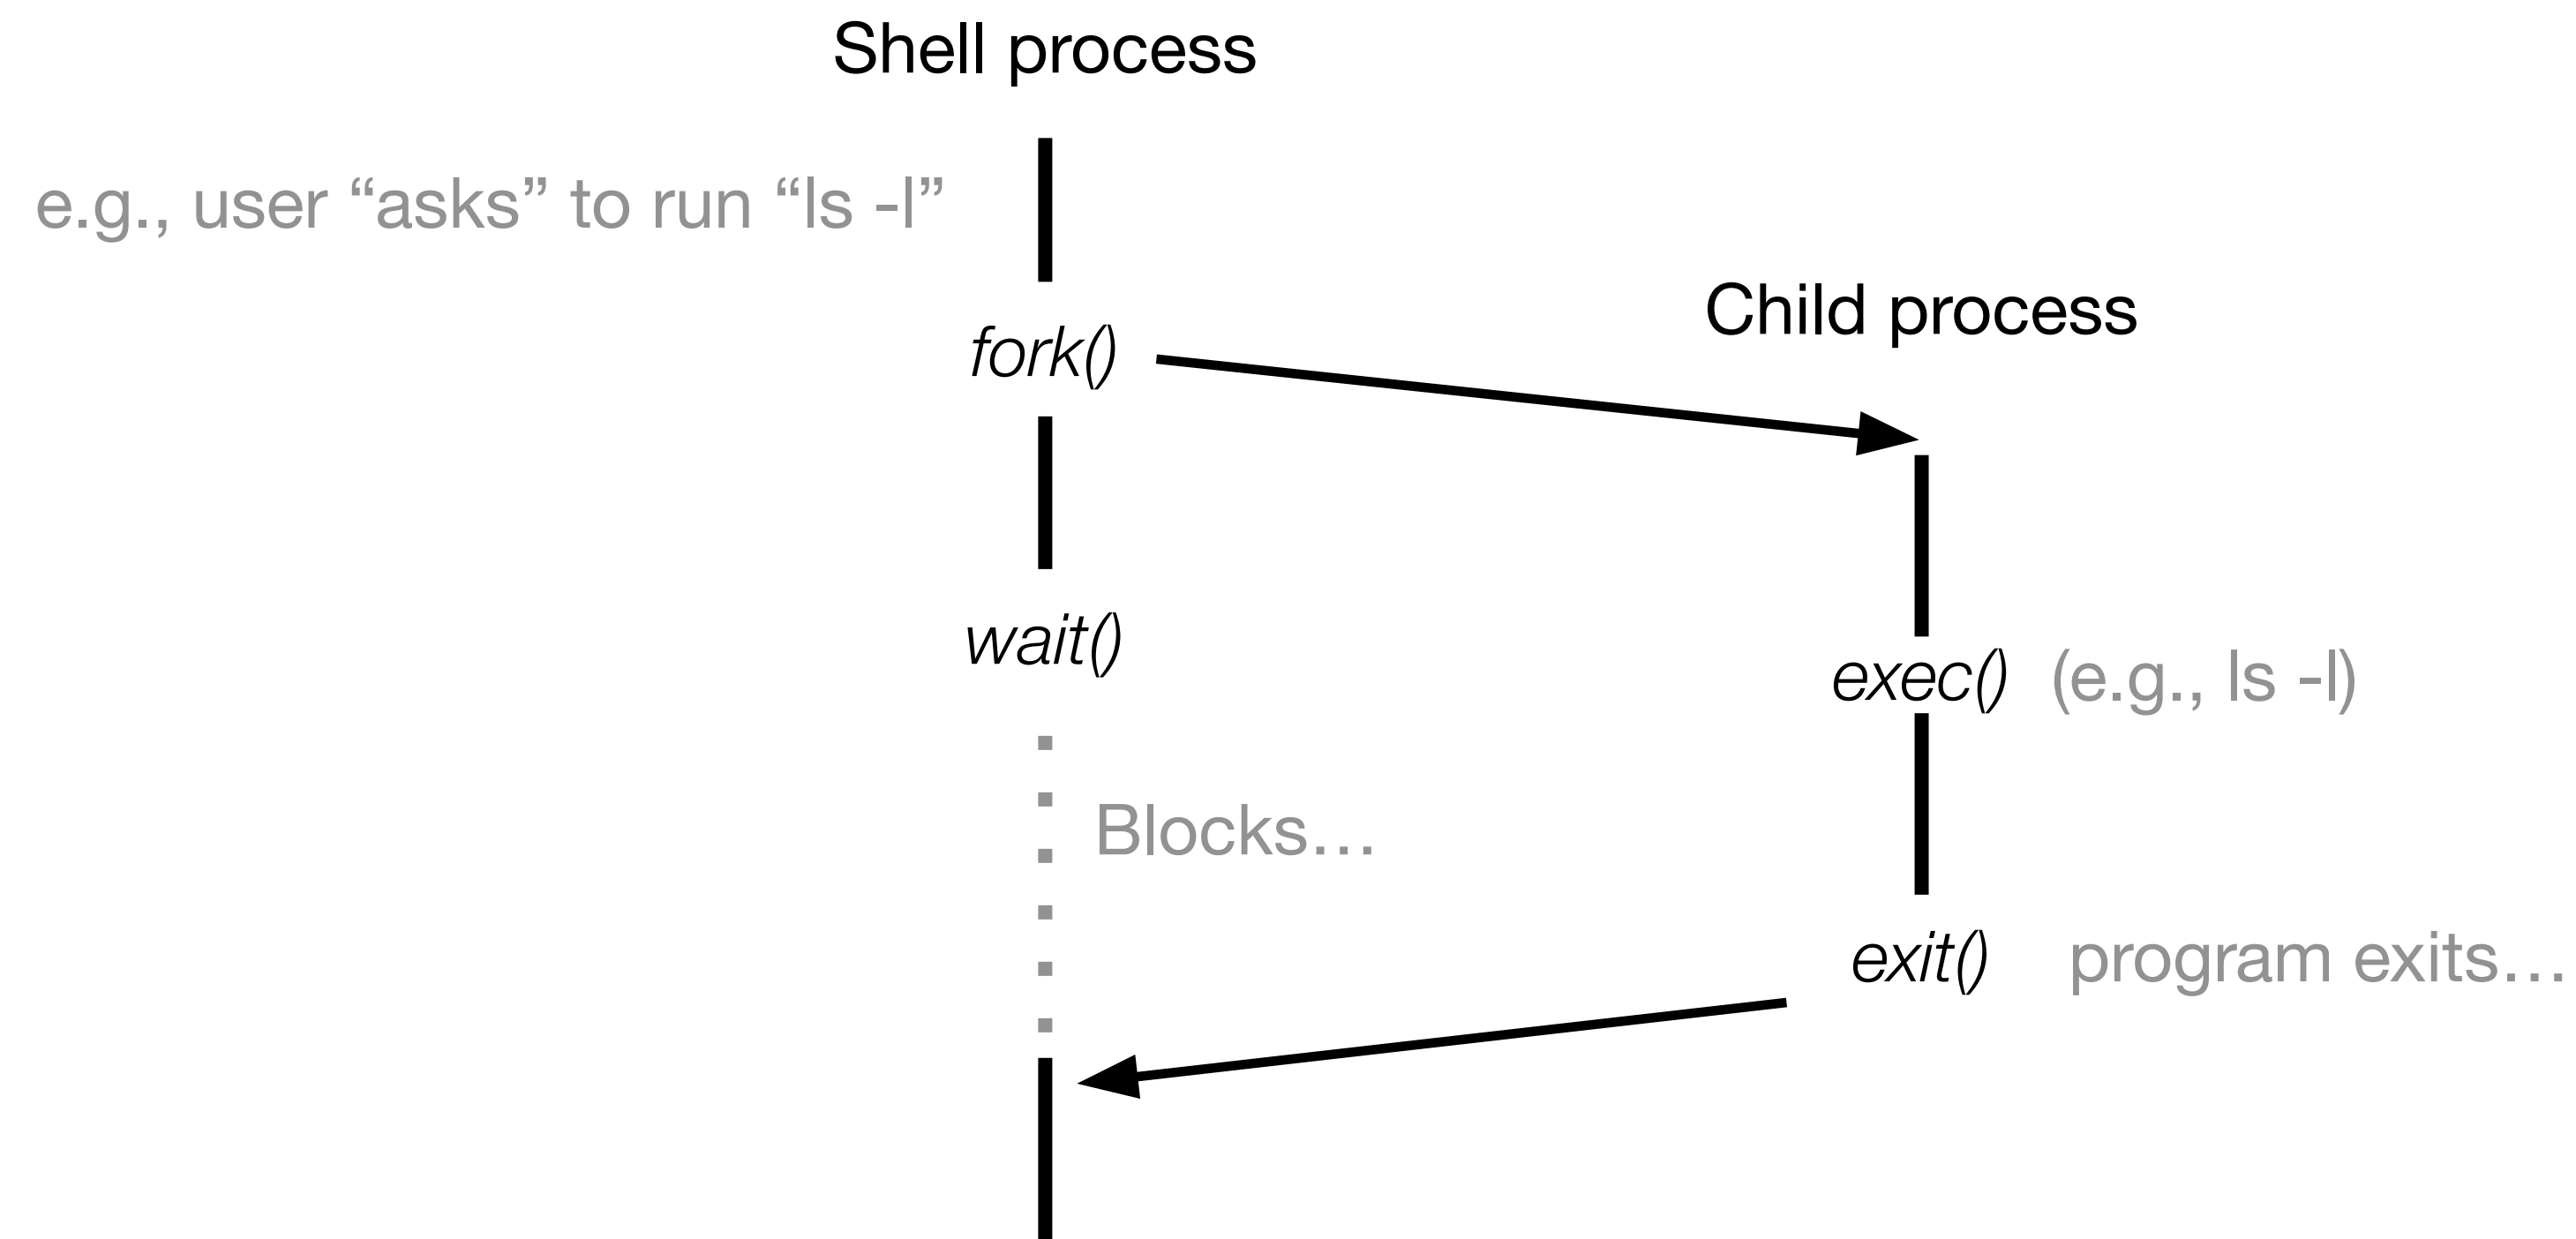 Shell process
e.g., user “asks” to run “ls -l”
Child process
fork()
wait()
exec() (e.g., ls -l)
Blocks…
exit() program exits…